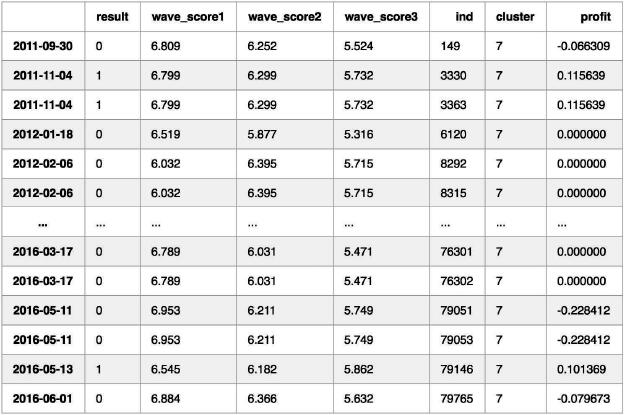 result wave_score1 wave_score2 wave_score3 ind cluster profit
2011-09-30 0 6.809 6.252 5.524 149 7 -0.066309
2011-11-04 1 6.799 6.299 5.732 3330 7 0.115639
2011-11-04 1 6.799 6.299 5.732 3363 7 0.115639
2012-01-18 0 6.519 5.877 5.316 6120 7 0.000000
2012-02-06 0 6.032 6.395 5.715 8292 7 0.000000
2012-02-06 0 6.032 6.395 5.715 8315 7 0.000000
... ... ... ... ... ... ... ...
2016-03-17 0 6.789 6.031 5.471 76301 7 0.000000
2016-03-17 0 6.789 6.031 5.471 76302 7 0.000000
2016-05-11 0 6.953 6.211 5.749 79051 7 -0.228412
2016-05-11 0 6.953 6.211 5.749 79053 7 -0.228412
2016-05-13 1 6.545 6.182 5.862 79146 7 0.101369
2016-06-01 0 6.884 6.366 5.632 79765 7 -0.079673